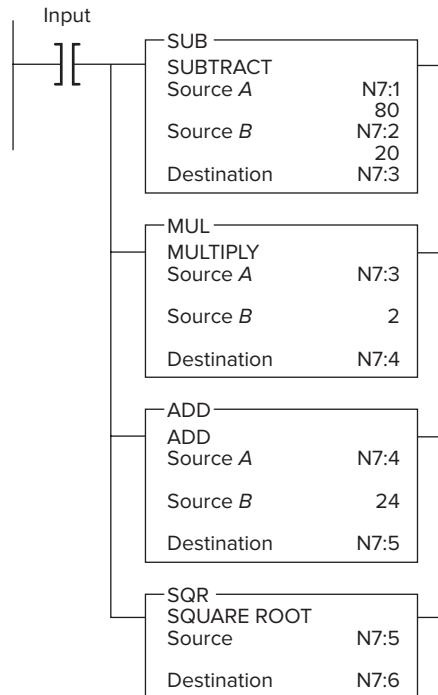 Input
SUB
SUBTRACT
Source A N7:1
80
Source B N7:2
20
Destination N7:3
MUL
MULTIPLY
Source A N7:3
Source B 2
Destination N7:4
ADD
ADD
Source A N7:4
Source B 24
Destination N7:5
SQR
SQUARE ROOT
Source N7:5
Destination N7:6